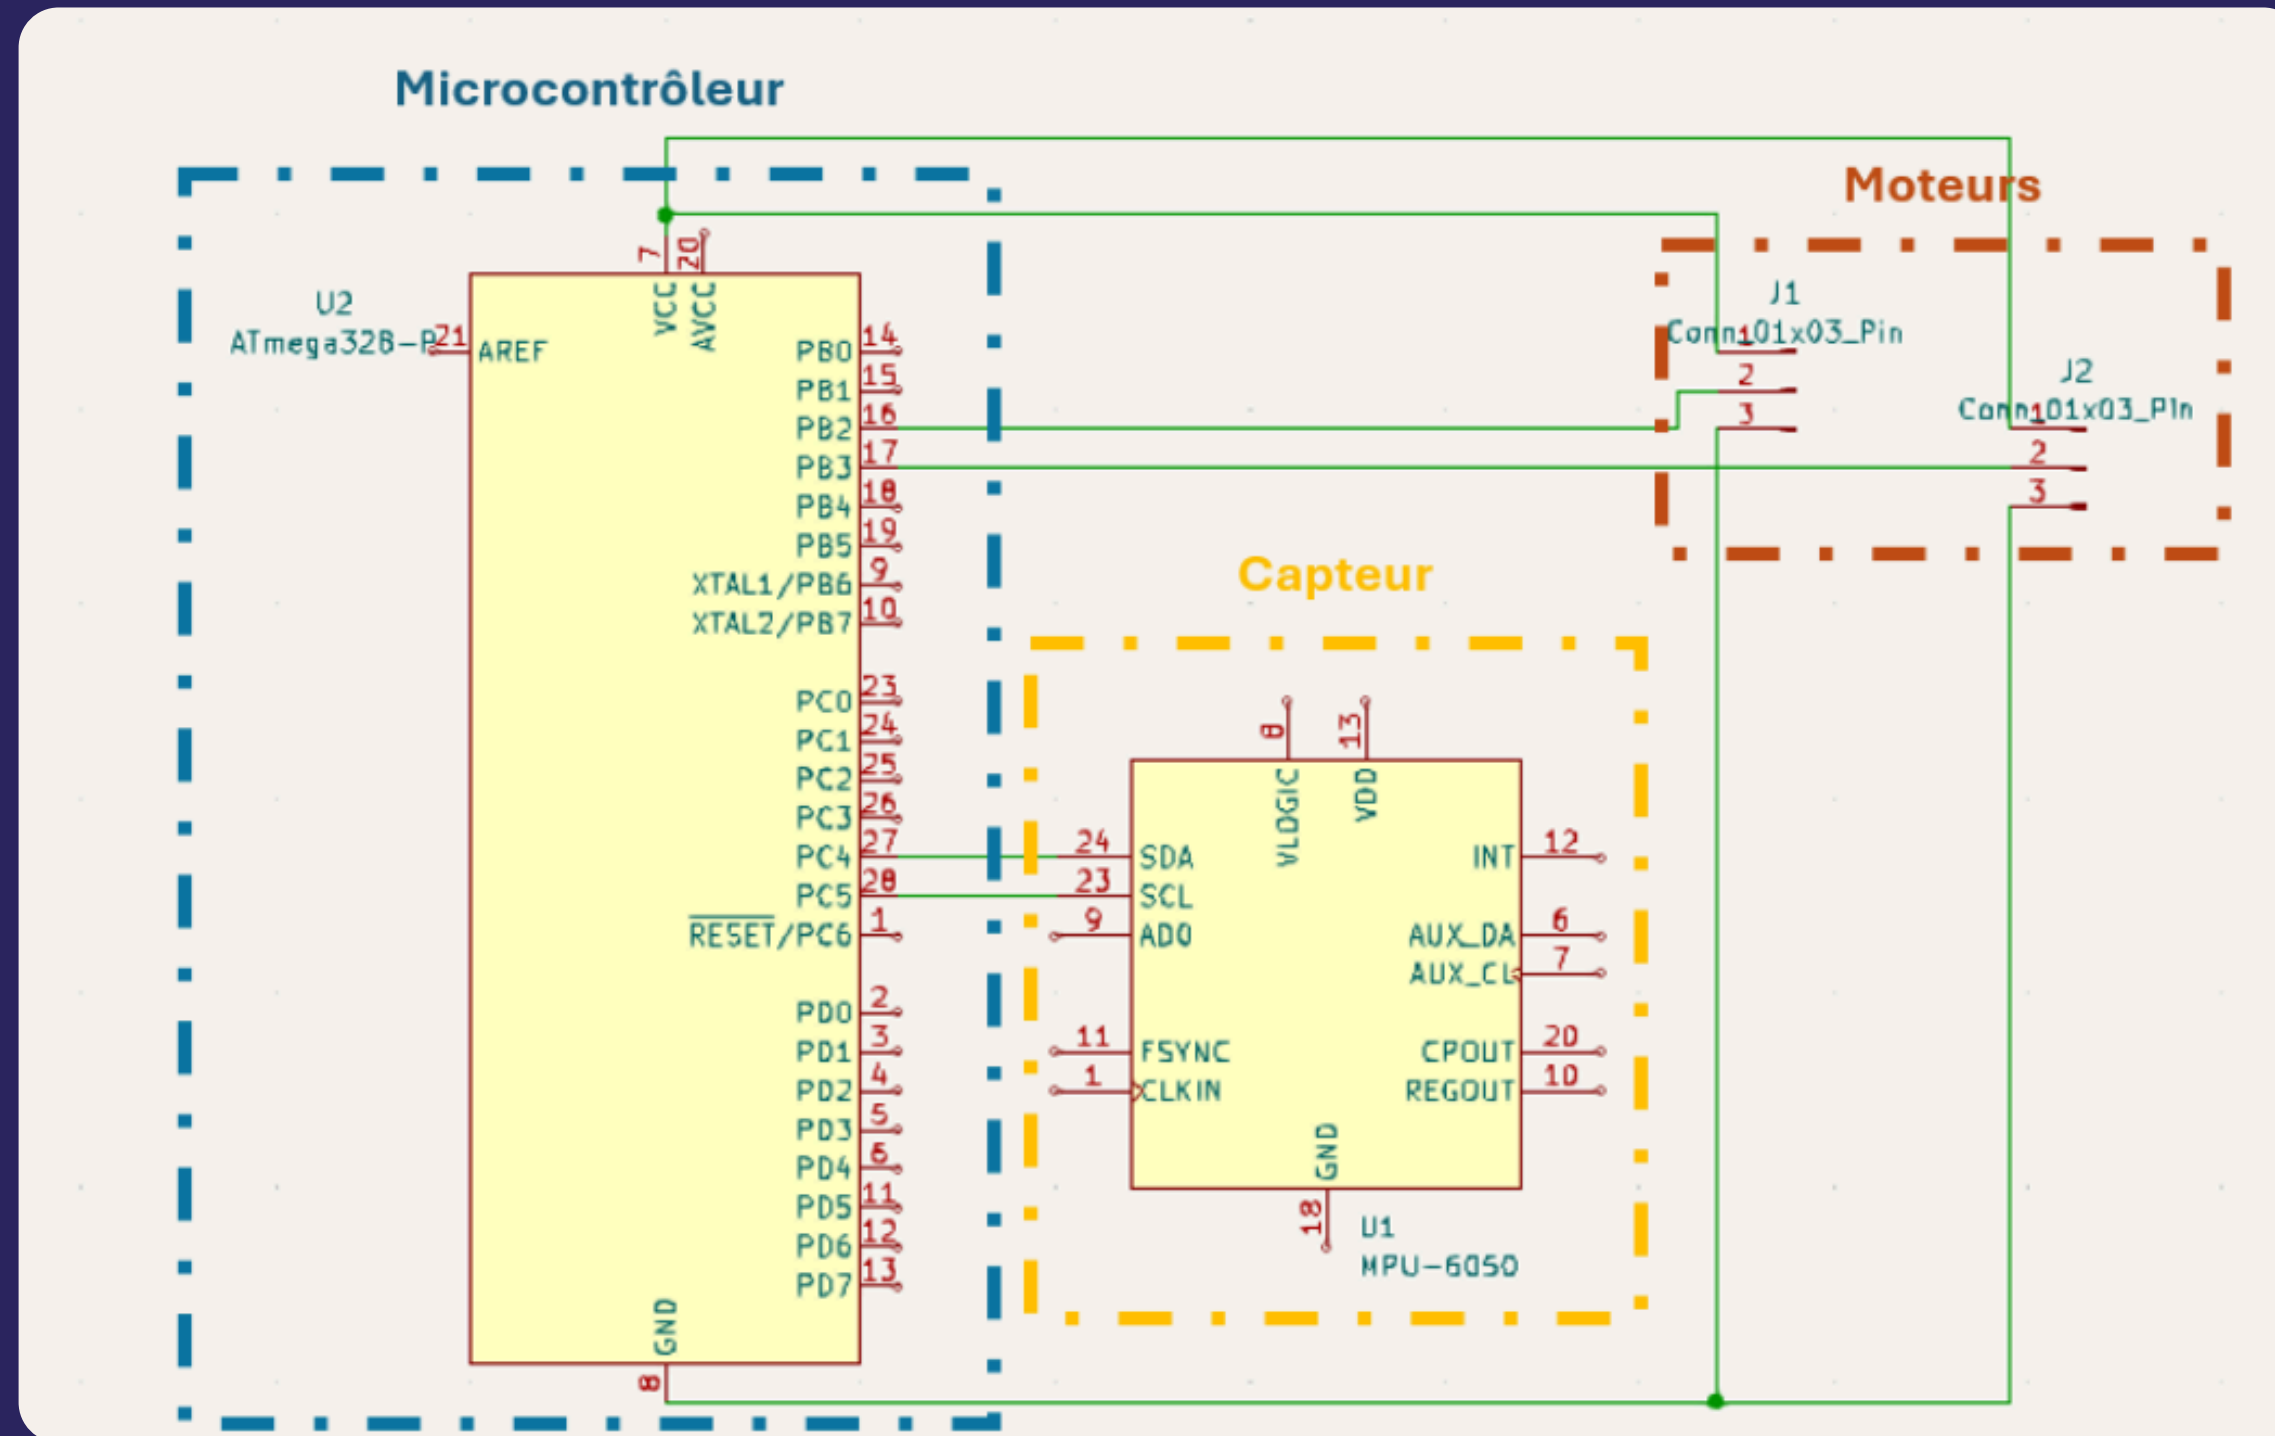 Microcontrôleur
Moteurs
7
20
VCC
AVCC
U2
ATmega328-P
21
AREF
PB0
14
PB1
15
PB2
16
PB3
17
PB4
18
PB5
19
XTAL1/PB6
9
XTAL2/PB7
10
PC0
23
PC1
24
PC2
25
PC3
26
PC4
27
PC5
28
RESET/PC6
1
PD0
2
PD1
3
PD2
4
PD3
5
PD4
6
PD5
11
PD6
12
PD7
13
GND
8
J1
Conn_01x03_Pin
1
2
3
J2
Conn_01x03_Pin
1
2
3
Capteur
8
13
VLOGIC
VDD
24
SDA
23
SCL
9
AD0
11
FSYNC
1
CLKIN
INT
12
AUX_DA
6
AUX_CL
7
CPOUT
20
REGOUT
10
GND
18
U1
MPU-6050